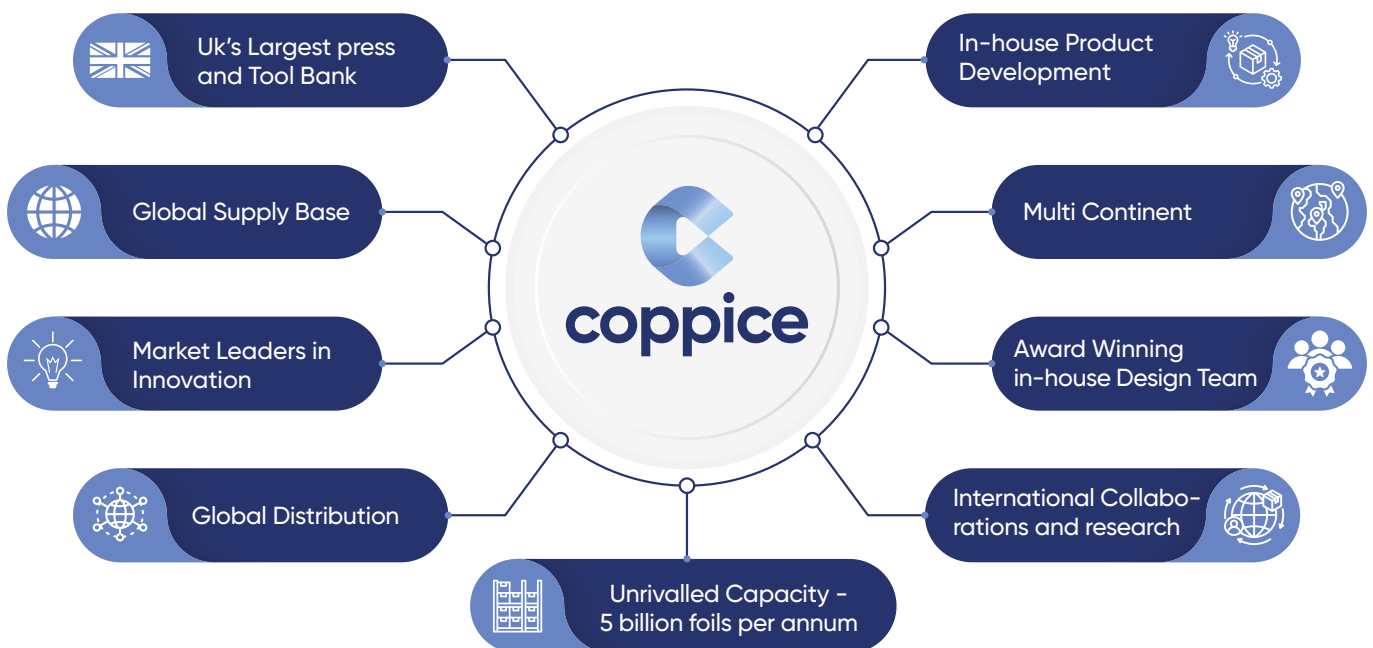 Uk's Largest press
and Tool Bank
In-house Product
Development
Global Supply Base
Multi Continent
coppice
Market Leaders in
Innovation
Award Winning
in-house Design Team
Global Distribution
International Collabo-
rations and research
Unrivalled Capacity -
5 billion foils per annum